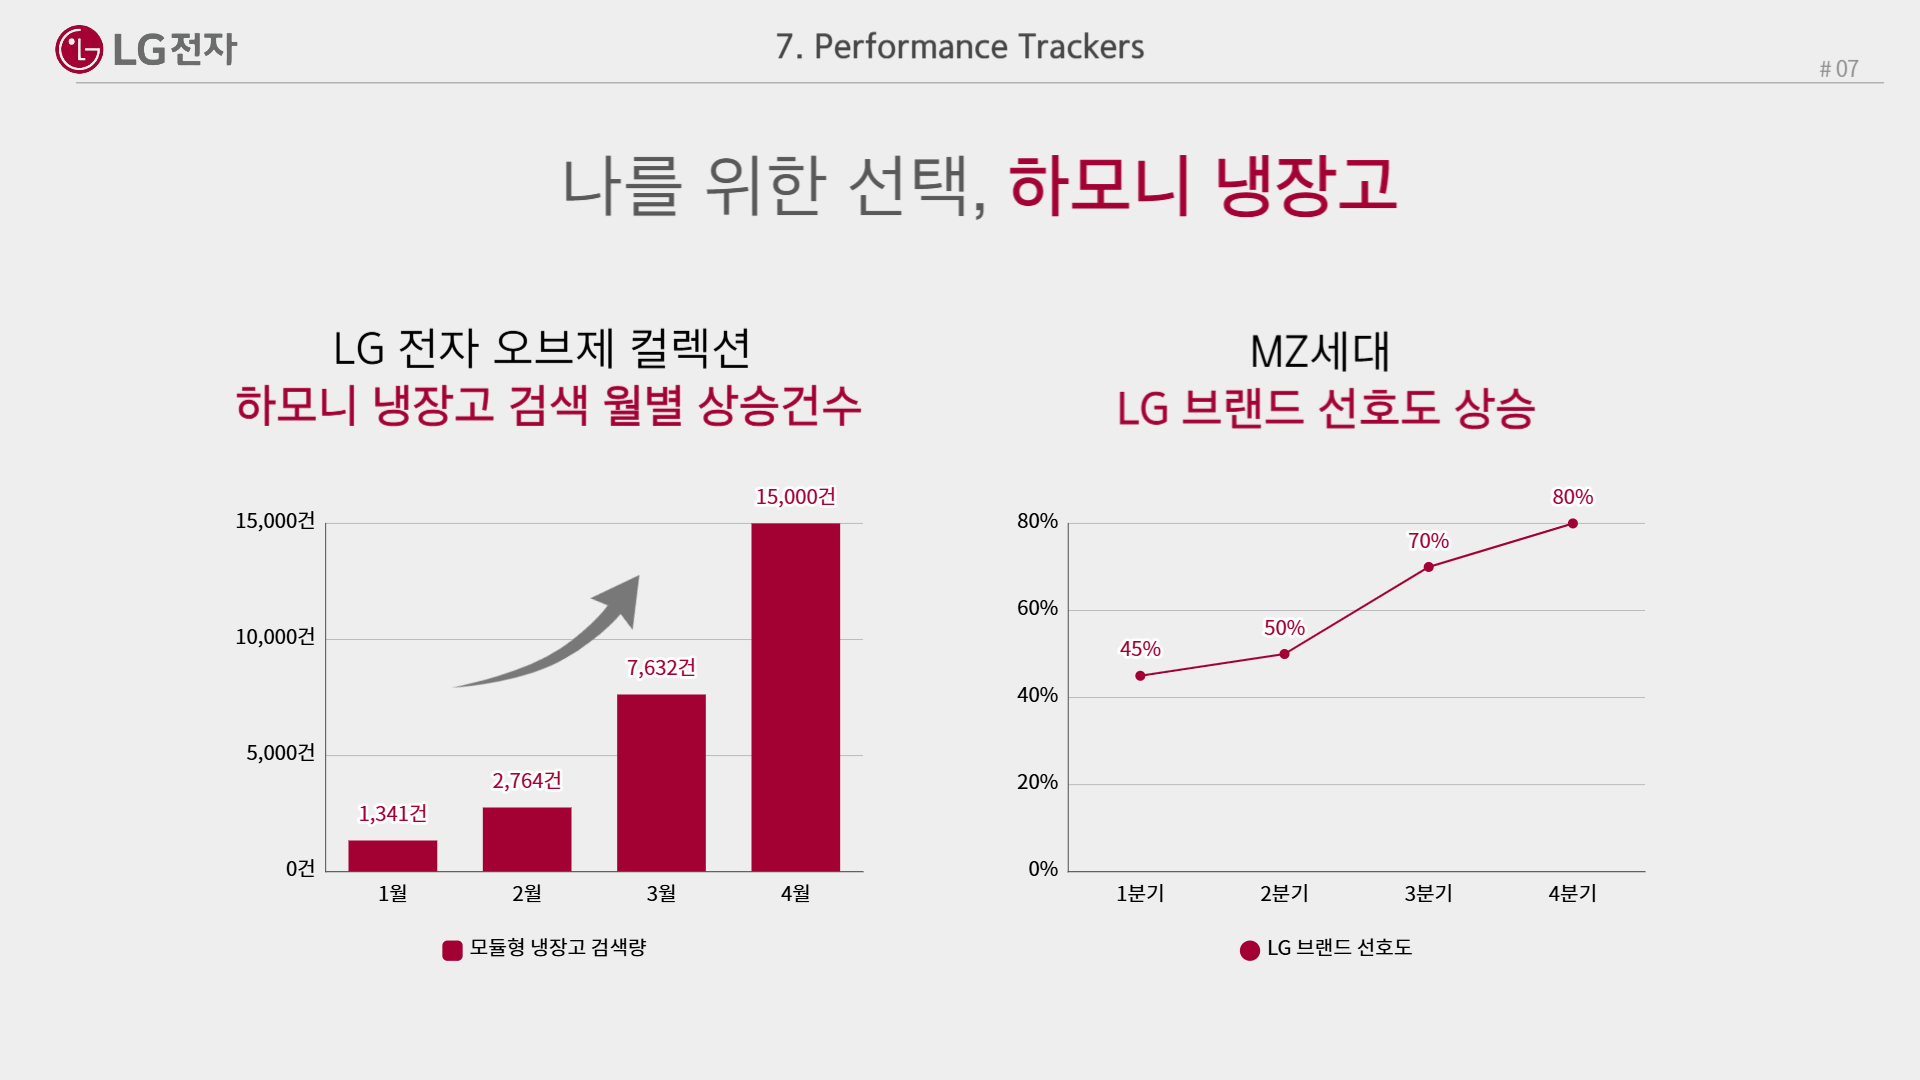 LG전자
7. Performance Trackers
# 07
나를 위한 선택, 하모니 냉장고
LG 전자 오브제 컬렉션
하모니 냉장고 검색 월별 상승건수
15,000건
15,000건
10,000건
7,632건
5,000건
2,764건
1,341건
0건
1월 2월 3월 4월
모듈형 냉장고 검색량
MZ세대
LG 브랜드 선호도 상승
80%
80%
70%
60%
50%
45%
40%
20%
0%
1분기 2분기 3분기 4분기
LG 브랜드 선호도